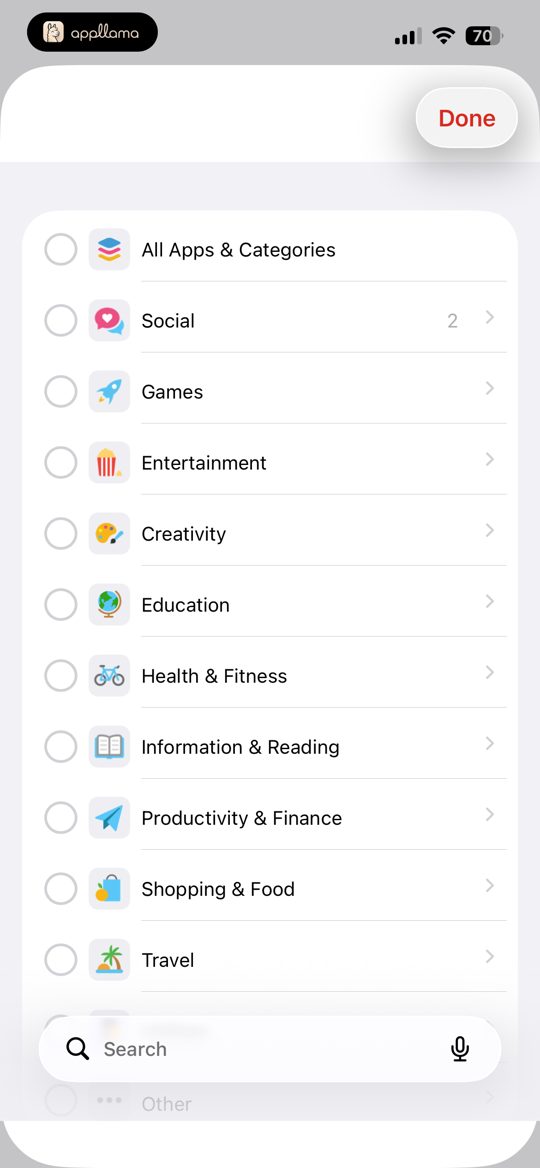 appllama
70
Done
All Apps & Categories
Social 2
Games
Entertainment
Creativity
Education
Health & Fitness
Information & Reading
Productivity & Finance
Shopping & Food
Travel
Search
Other